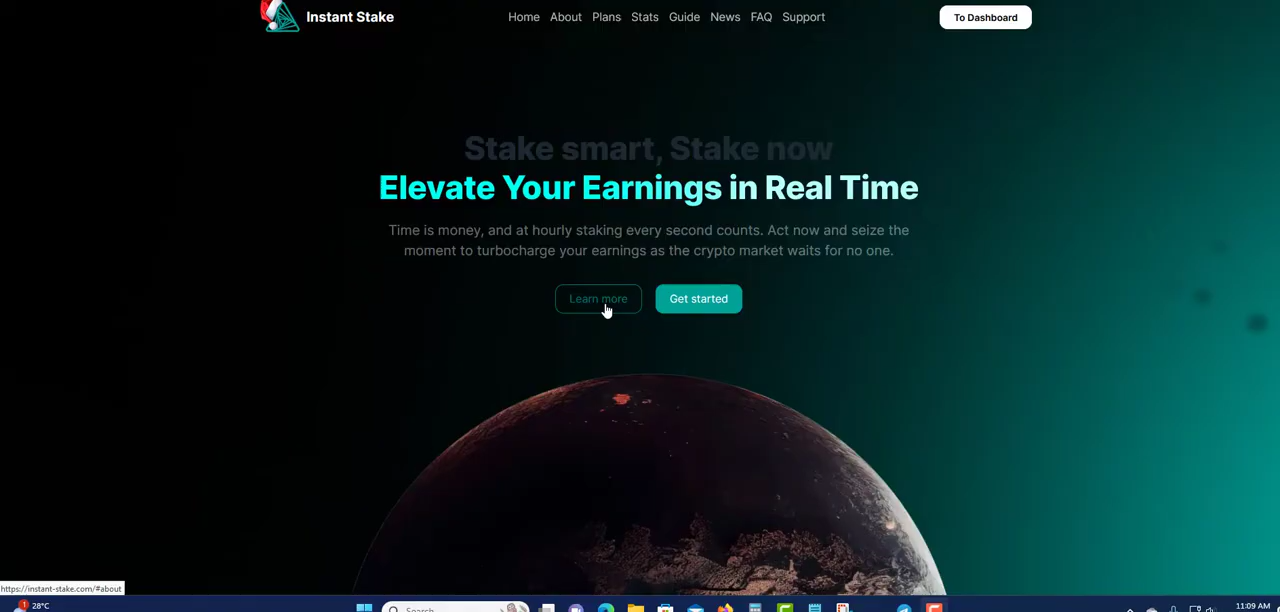 Instant Stake
Home About Plans Stats Guide News FAQ Support
To Dashboard
Stake smart, Stake now
Elevate Your Earnings in Real Time
Time is money, and at hourly staking every second counts. Act now and seize the
moment to turbocharge your earnings as the crypto market waits for no one.
Learn more
Get started
https://instant-stake.com/#about
1
28°C
Search
11:09 AM